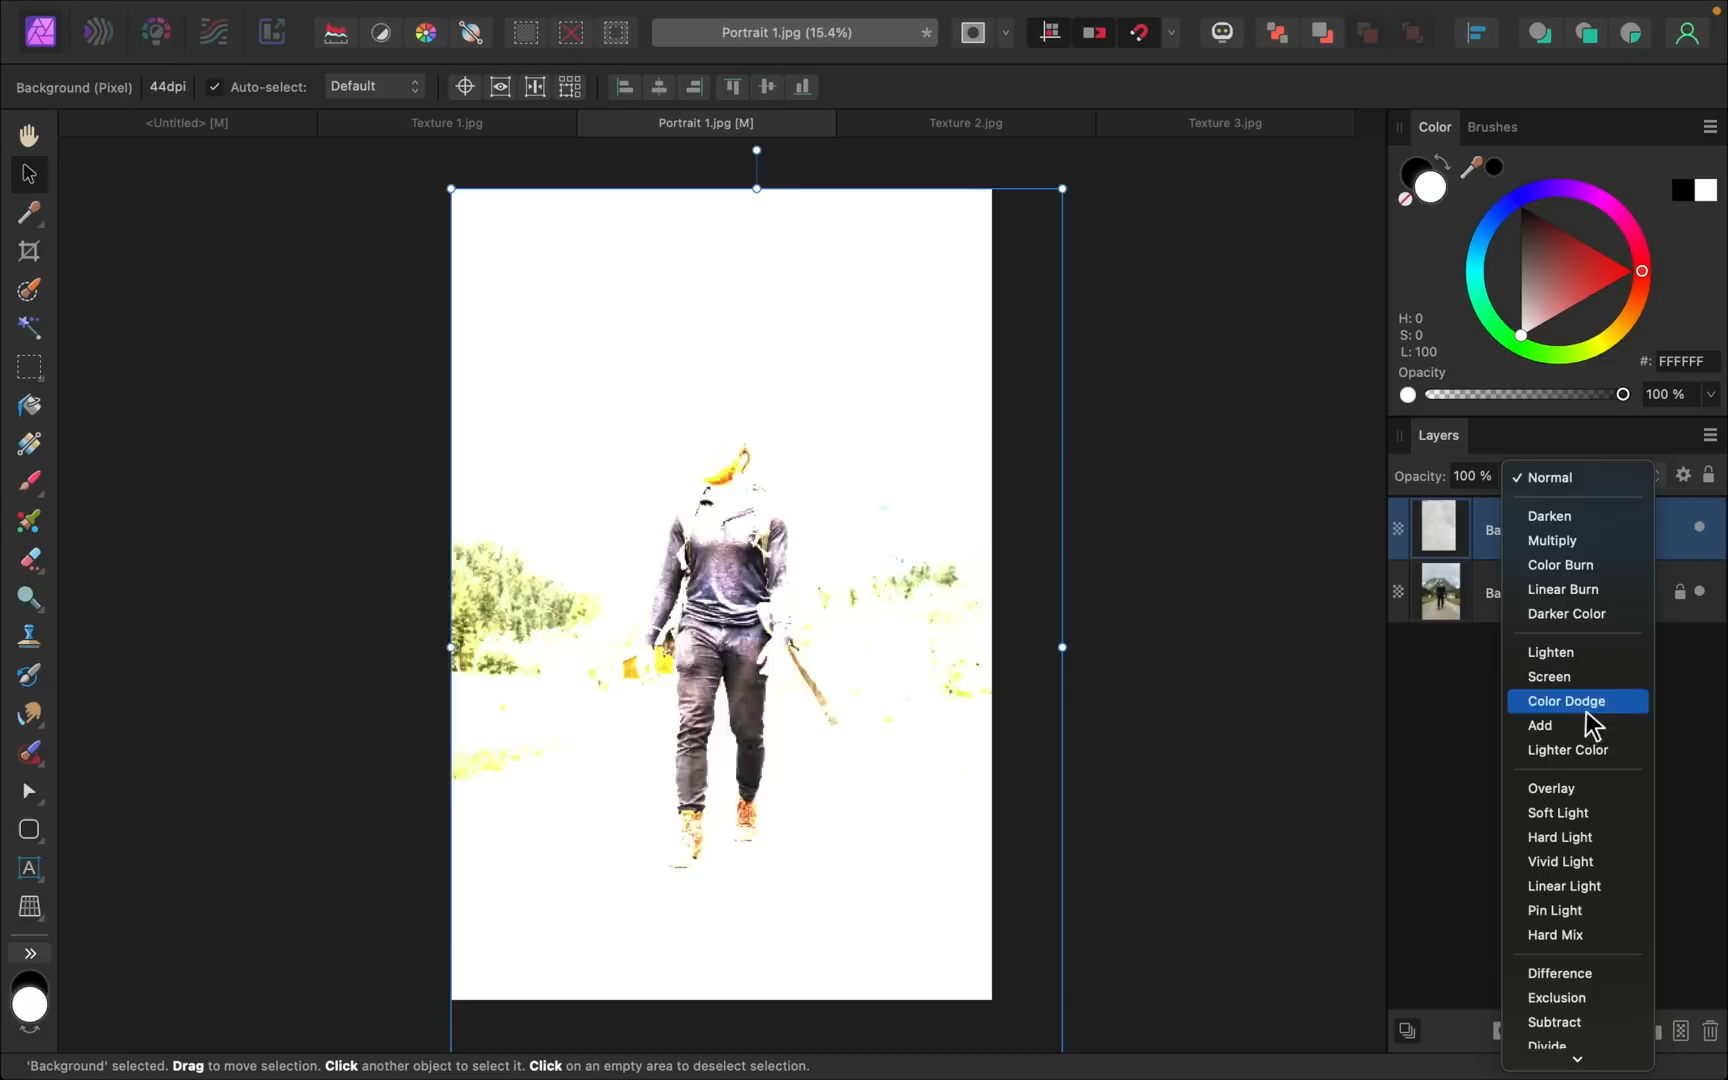 Portrait 1.jpg (15.4%)
*
Background (Pixel)
44dpi
Auto-select:
Default
<Untitled> [M]
Texture 1.jpg
Portrait 1.jpg [M]
Texture 2.jpg
Texture 3.jpg
Color
Brushes
H: 0
S: 0
L: 100
#: FFFFFF
Opacity
100 %
Layers
Opacity: 100 %
Normal
Ba
Ba
Darken
Multiply
Color Burn
Linear Burn
Darker Color
Lighten
Screen
Color Dodge
Add
Lighter Color
Overlay
Soft Light
Hard Light
Vivid Light
Linear Light
Pin Light
Hard Mix
Difference
Exclusion
Subtract
Divide
A
'Background' selected. Drag to move selection. Click another object to select it. Click on an empty area to deselect selection.